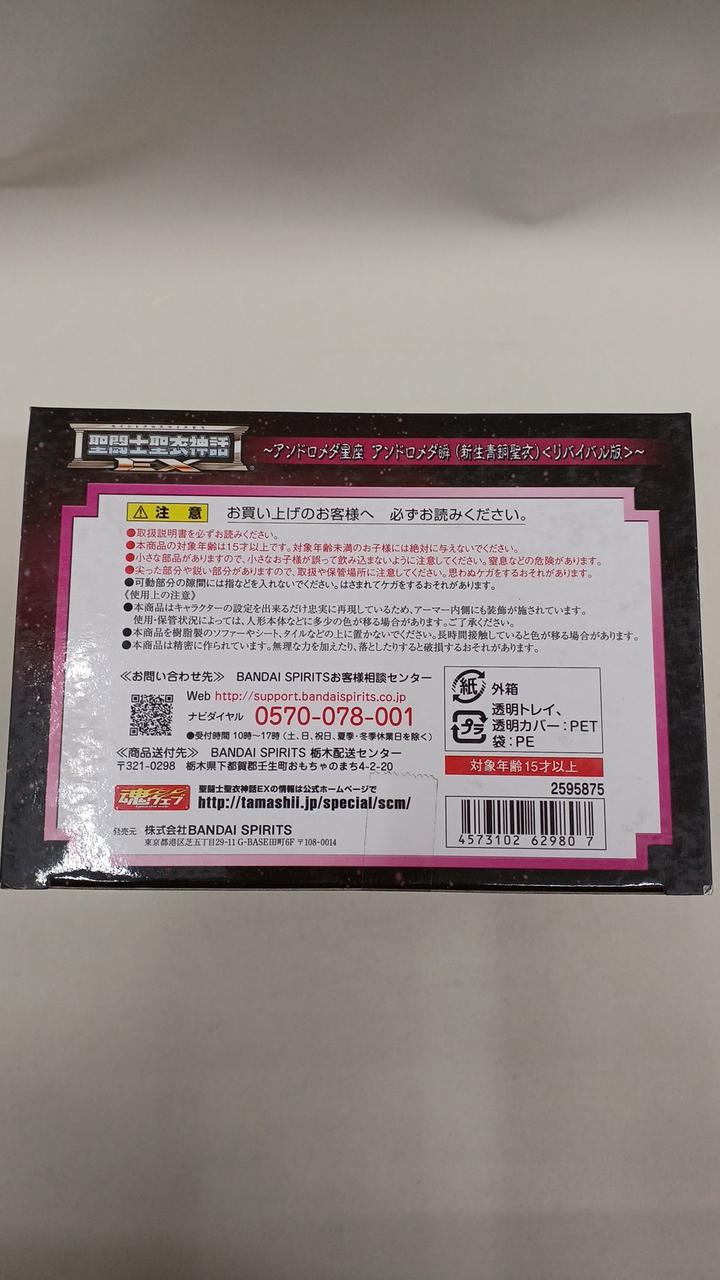 聖闘士聖衣神話
EX
～アンドロメダ星座 アンドロメダ瞬（新生青銅聖衣）＜リバイバル版＞～
⚠注 意 お買い上げのお客様へ 必ずお読みください。
●取扱説明書を必ずお読みください。
●本商品の対象年齢は15才以上です。対象年齢未満のお子様には絶対に与えないでください。
●小さな部品がありますので、小さなお子様が誤って飲み込まないように注意してください。窒息などの危険があります。
●尖った部分や鋭い部分がありますので、取扱や保管場所に注意してください。思わぬケガをするおそれがあります。
●可動部分の隙間には指などを入れないでください。はさまれてケガをするおそれがあります。
《使用上の注意》
●本商品はキャラクターの設定を出来るだけ忠実に再現しているため、アーマー内側にも装飾が施されています。
使用・保管状況によっては、人形本体などに多少の色が移る場合があります。ご了承ください。
●本商品を樹脂製のソファーやシート、タイルなどの上に置かないでください。長時間接触していると色が移る場合があります。
●本商品は精密に作られています。無理な力を加えたり、落としたりすると破損するおそれがあります。
≪お問い合わせ先≫ BANDAI SPIRITSお客様相談センター
Web http://support.bandaispirits.co.jp
ナビダイヤル 0570-078-001
●受付時間 10時～17時（土、日、祝日、夏季・冬季休業日を除く）
≪商品送付先≫ BANDAI SPIRITS 栃木配送センター
〒321-0298 栃木県下都賀郡壬生町おもちゃのまち4-2-20
魂ウェブ
聖闘士聖衣神話EXの情報は公式ホームページで
http://tamashii.jp/special/scm/
発売元 株式会社BANDAI SPIRITS
東京都港区芝五丁目29-11 G-BASE田町6F 〒108-0014
紙 外箱
プラ 透明トレイ、
透明カバー：PET
袋：PE
対象年齢15才以上
2595875
4573102 62980 7